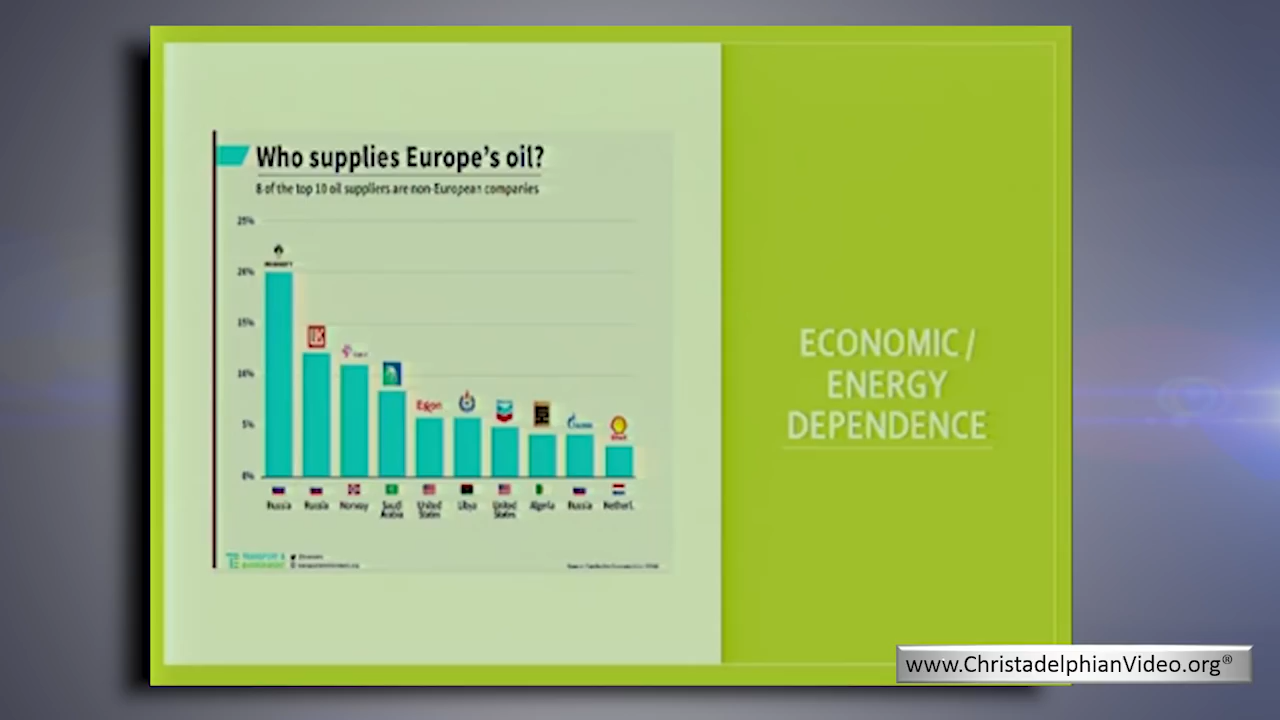 Who supplies Europe's oil?
8 of the top 10 oil suppliers are non-European companies
25%
20%
15%
10%
5%
0%
Exxon
Russia
Russia
Norway
Saudi
Arabia
United
States
Libya
United
States
Algeria
Russia
Netherl.
TRANSPORT &
ECONOMIC /
ENERGY
DEPENDENCE
www.ChristadelphianVideo.org®